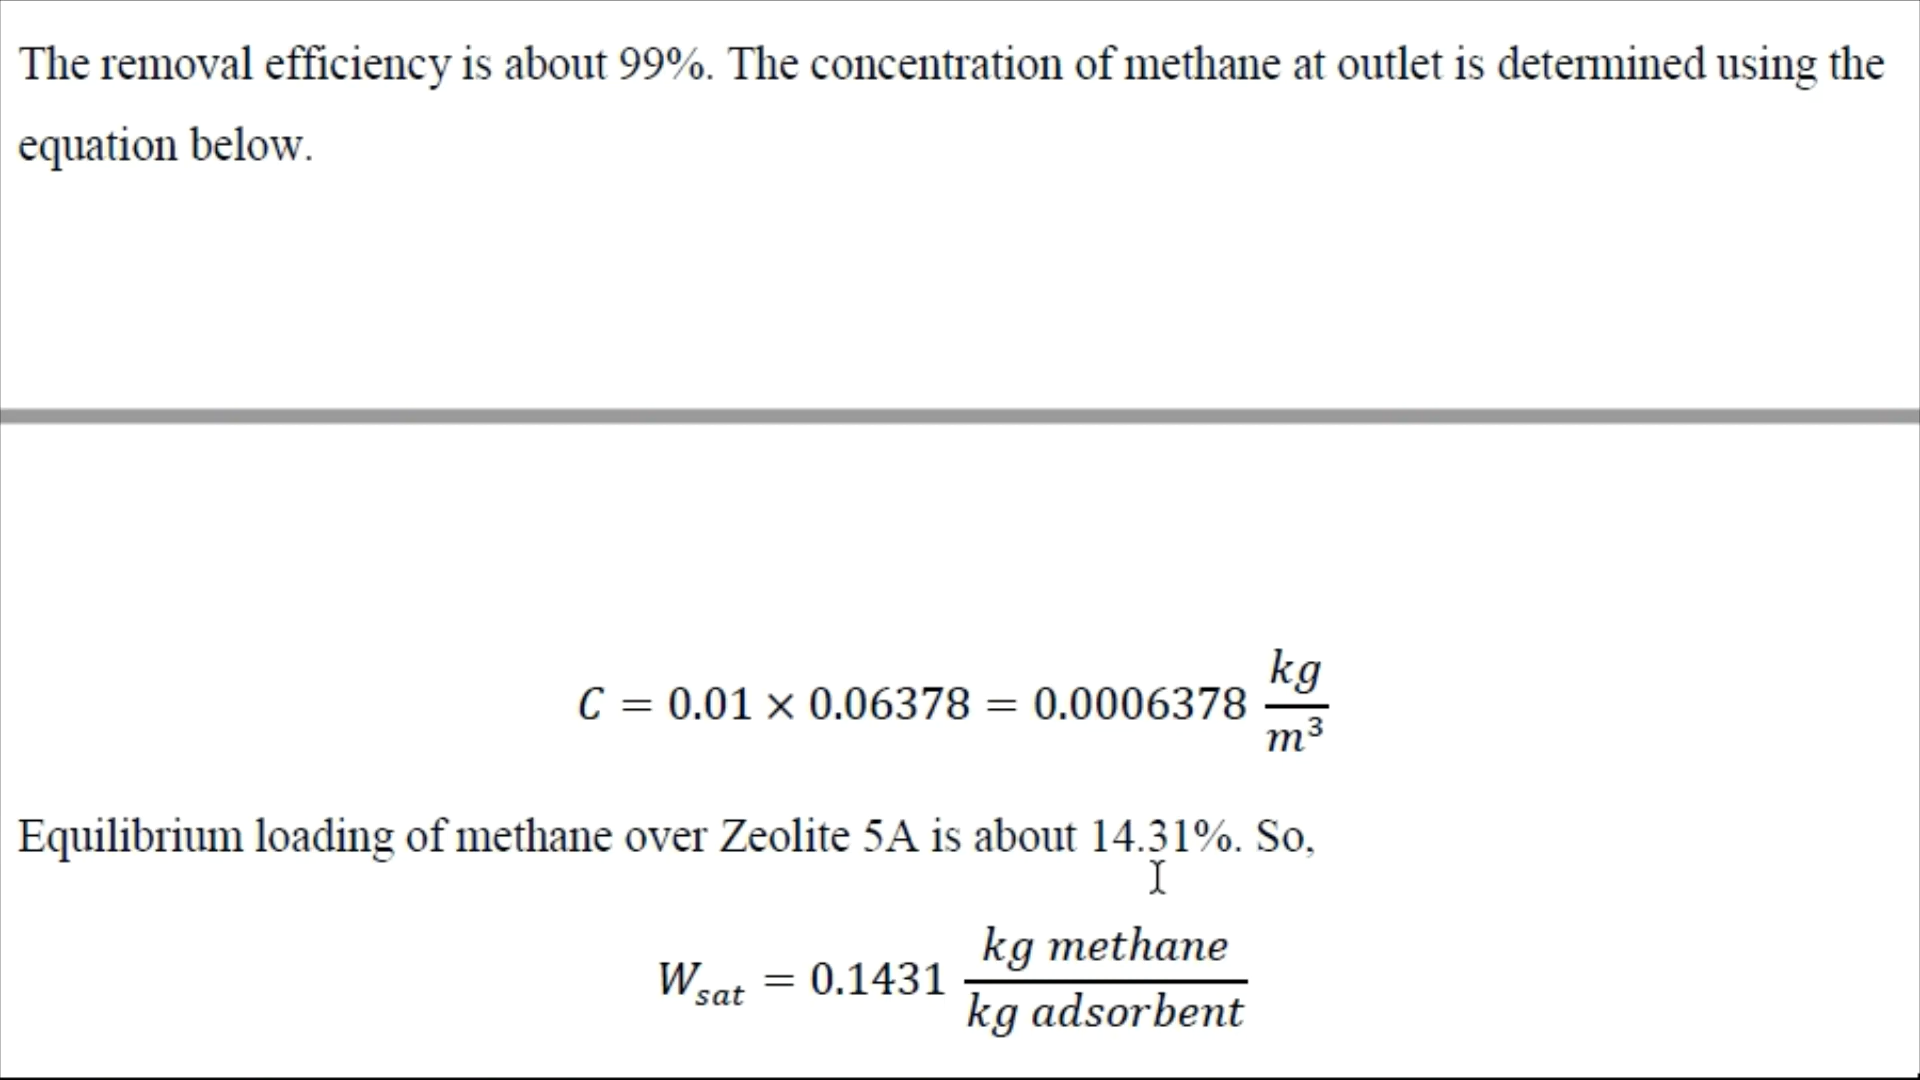 The removal efficiency is about 99%. The concentration of methane at outlet is determined using the
equation below.
C = 0.01 × 0.06378 = 0.0006378 kg/m³
Equilibrium loading of methane over Zeolite 5A is about 14.31%. So,
W_sat = 0.1431 kg methane/kg adsorbent